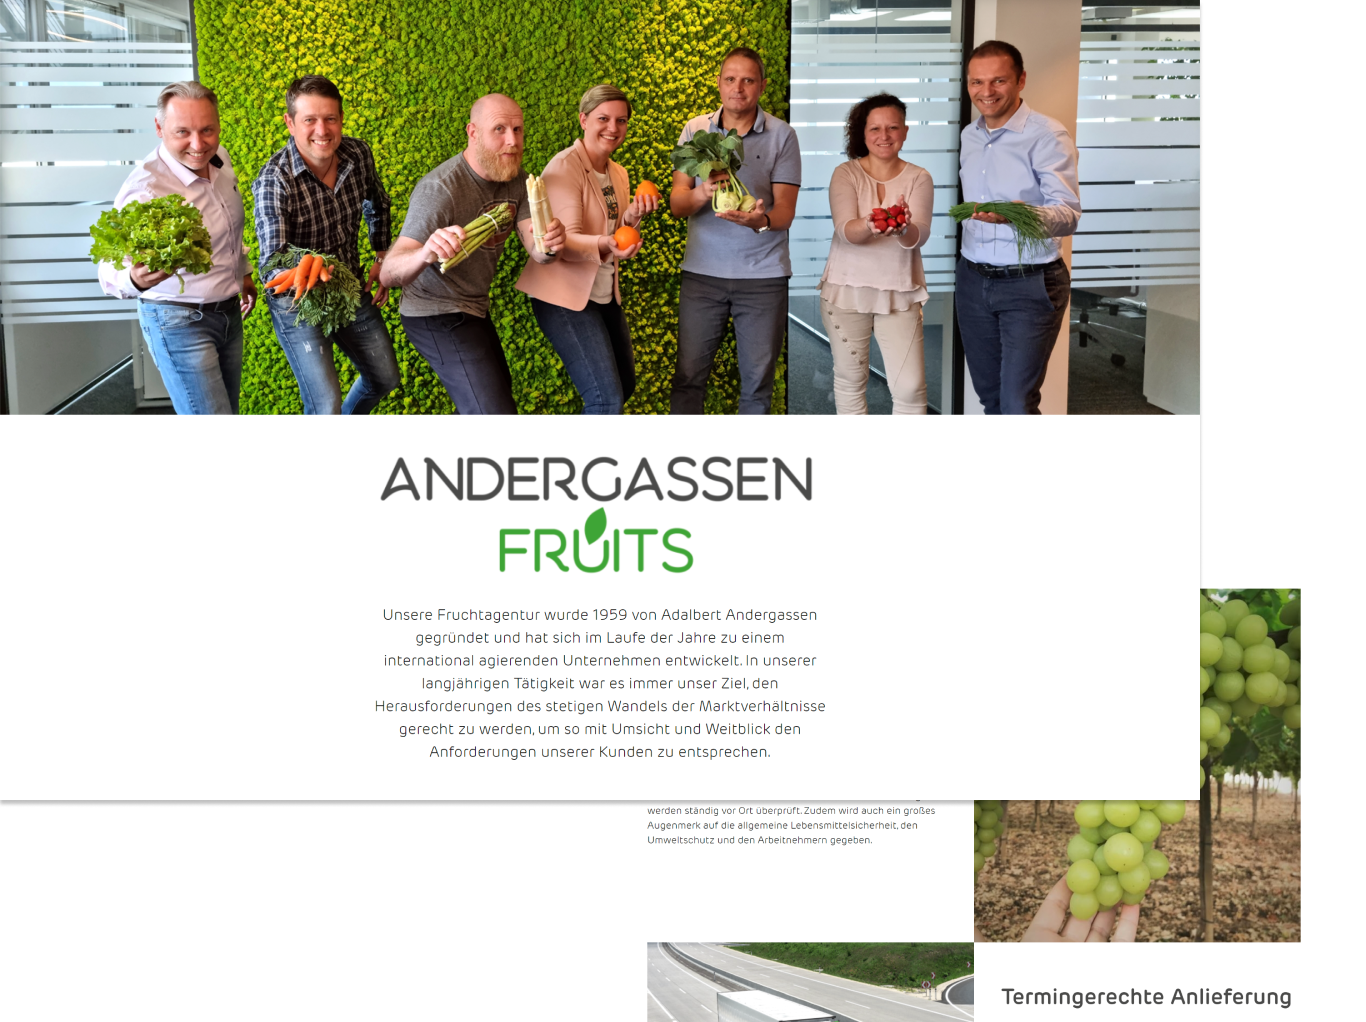 ANDERGASSEN
FRUITS
Unsere Fruchtagentur wurde 1959 von Adalbert Andergassen
gegründet und hat sich im Laufe der Jahre zu einem
international agierenden Unternehmen entwickelt. In unserer
langjährigen Tätigkeit war es immer unser Ziel, den
Herausforderungen des stetigen Wandels der Marktverhältnisse
gerecht zu werden, um so mit Umsicht und Weitblick den
Anforderungen unserer Kunden zu entsprechen.
werden ständig vor Ort überprüft. Zudem wird auch ein großes
Augenmerk auf die allgemeine Lebensmittelsicherheit, den
Umweltschutz und den Arbeitnehmern gegeben.
Termingerechte Anlieferung